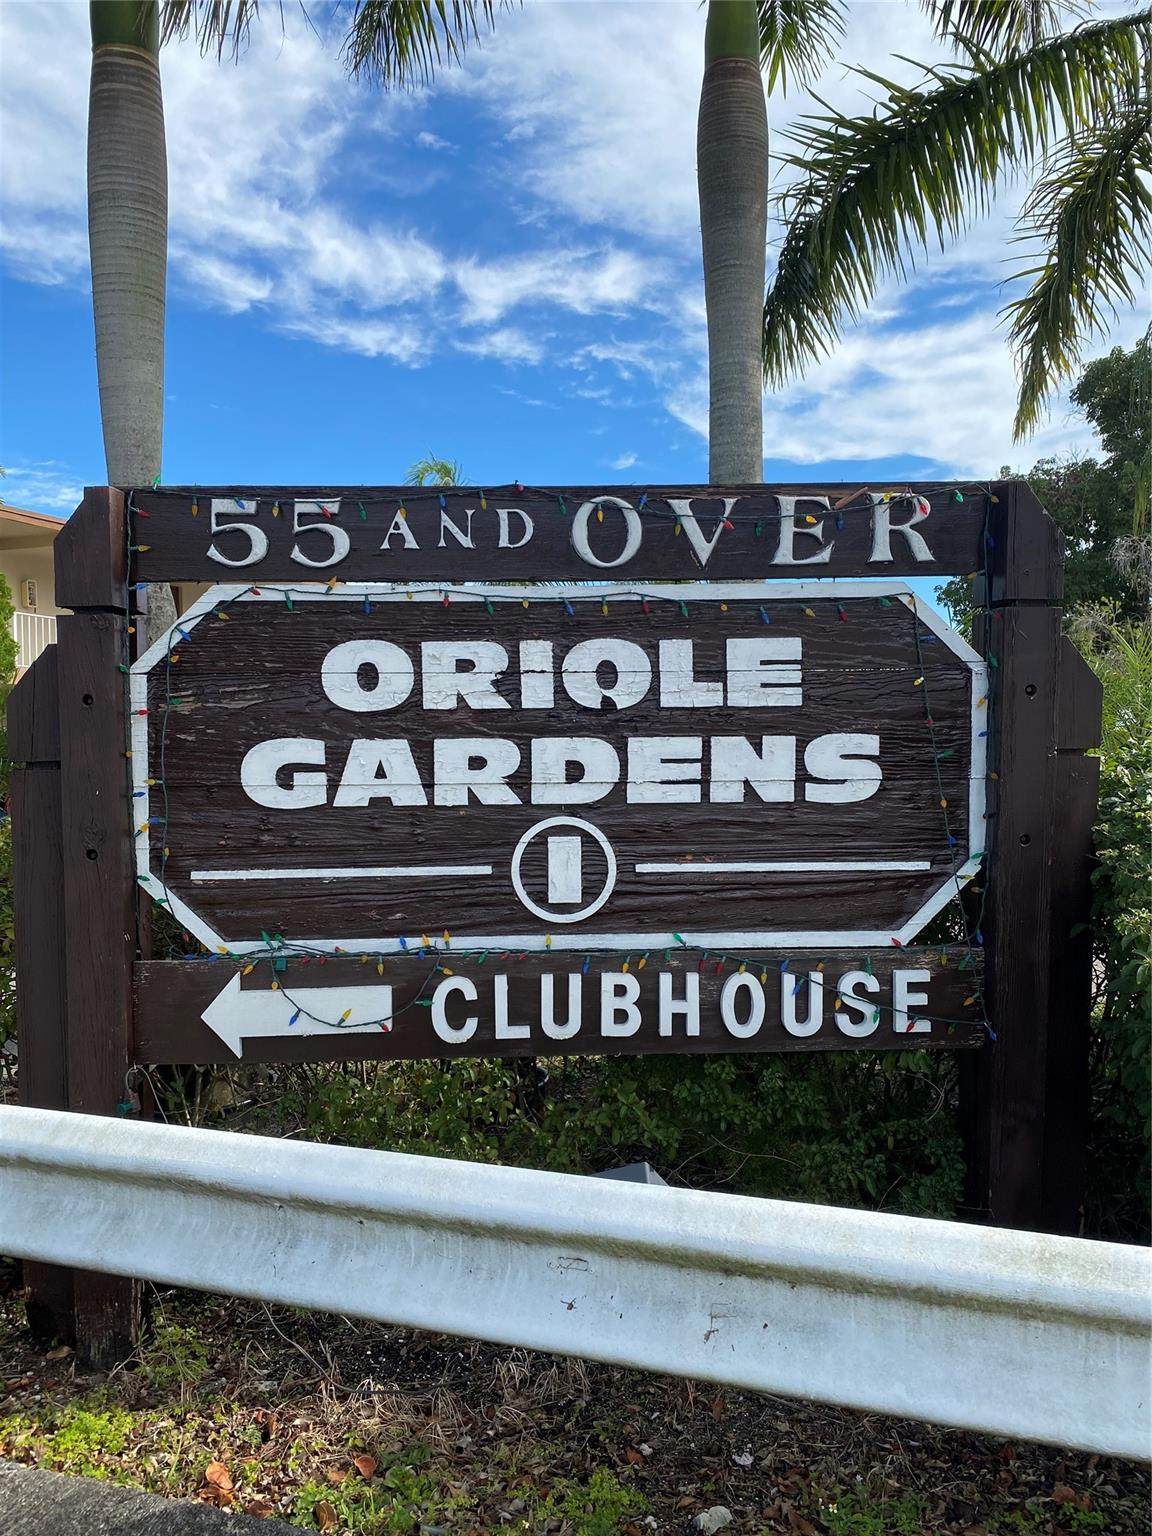 55 AND OVER
ORIOLE
GARDENS
I
CLUBHOUSE